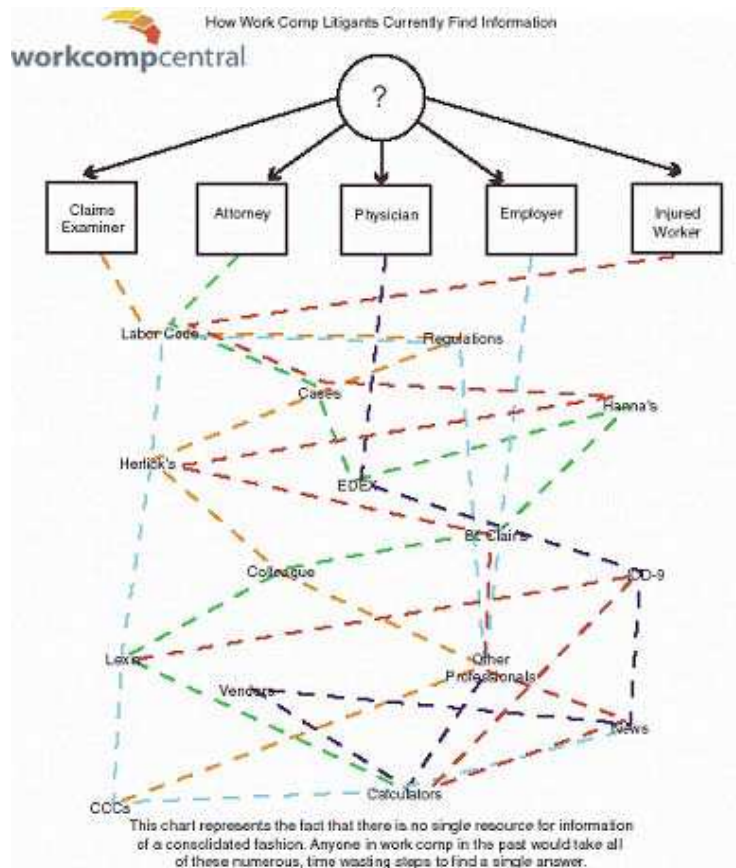 How Work Comp Litigants Currently Find Information
workcompcentral
?
Claims
Examiner
Attorney
Physician
Employer
Injured
Worker
Labor Code
Regulations
Cases
Hanna's
Herlick's
EDEX
St. Clair's
Colleague
ICD-9
Lexis
Other
Professionals
Vendors
News
Calculators
CCCs
This chart represents the fact that there is no single resource for information
of a consolidated fashion. Anyone in work comp in the past would take all
of these numerous, time wasting steps to find a single answer.